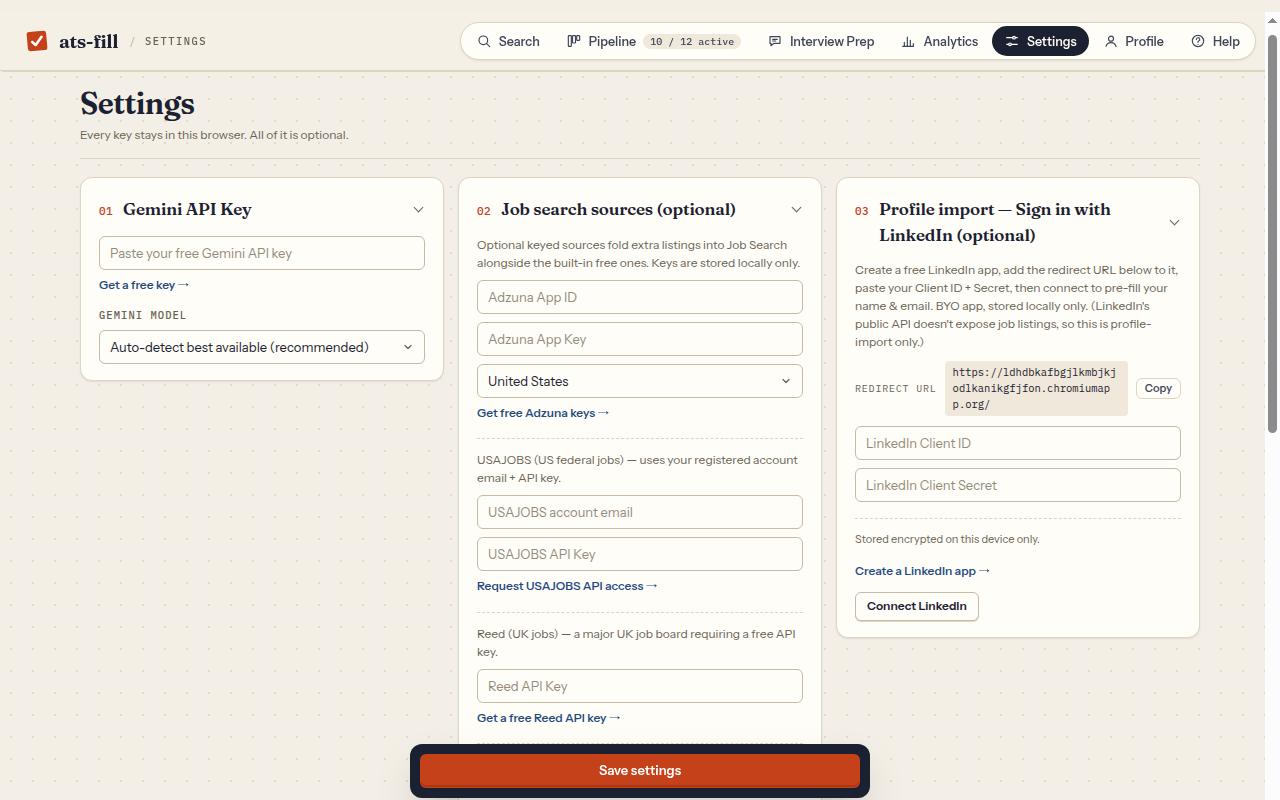 ats-fill / SETTINGS
Search
Pipeline 10 / 12 active
Interview Prep
Analytics
Settings
Profile
Help
Settings
Every key stays in this browser. All of it is optional.
01 Gemini API Key
Paste your free Gemini API key
Get a free key →
GEMINI MODEL
Auto-detect best available (recommended)
02 Job search sources (optional)
Optional keyed sources fold extra listings into Job Search
alongside the built-in free ones. Keys are stored locally only.
Adzuna App ID
Adzuna App Key
United States
Get free Adzuna keys →
USAJOBS (US federal jobs) — uses your registered account
email + API key.
USAJOBS account email
USAJOBS API Key
Request USAJOBS API access →
Reed (UK jobs) — a major UK job board requiring a free API
key.
Reed API Key
Get a free Reed API key →
03 Profile import — Sign in with
LinkedIn (optional)
Create a free LinkedIn app, add the redirect URL below to it,
paste your Client ID + Secret, then connect to pre-fill your
name & email. BYO app, stored locally only. (LinkedIn's
public API doesn't expose job listings, so this is profile-
import only.)
REDIRECT URL
https://ldhdbkafbgjlkmbjkj
odlkanikgfjfon.chromiumap
p.org/
Copy
LinkedIn Client ID
LinkedIn Client Secret
Stored encrypted on this device only.
Create a LinkedIn app →
Connect LinkedIn
Save settings